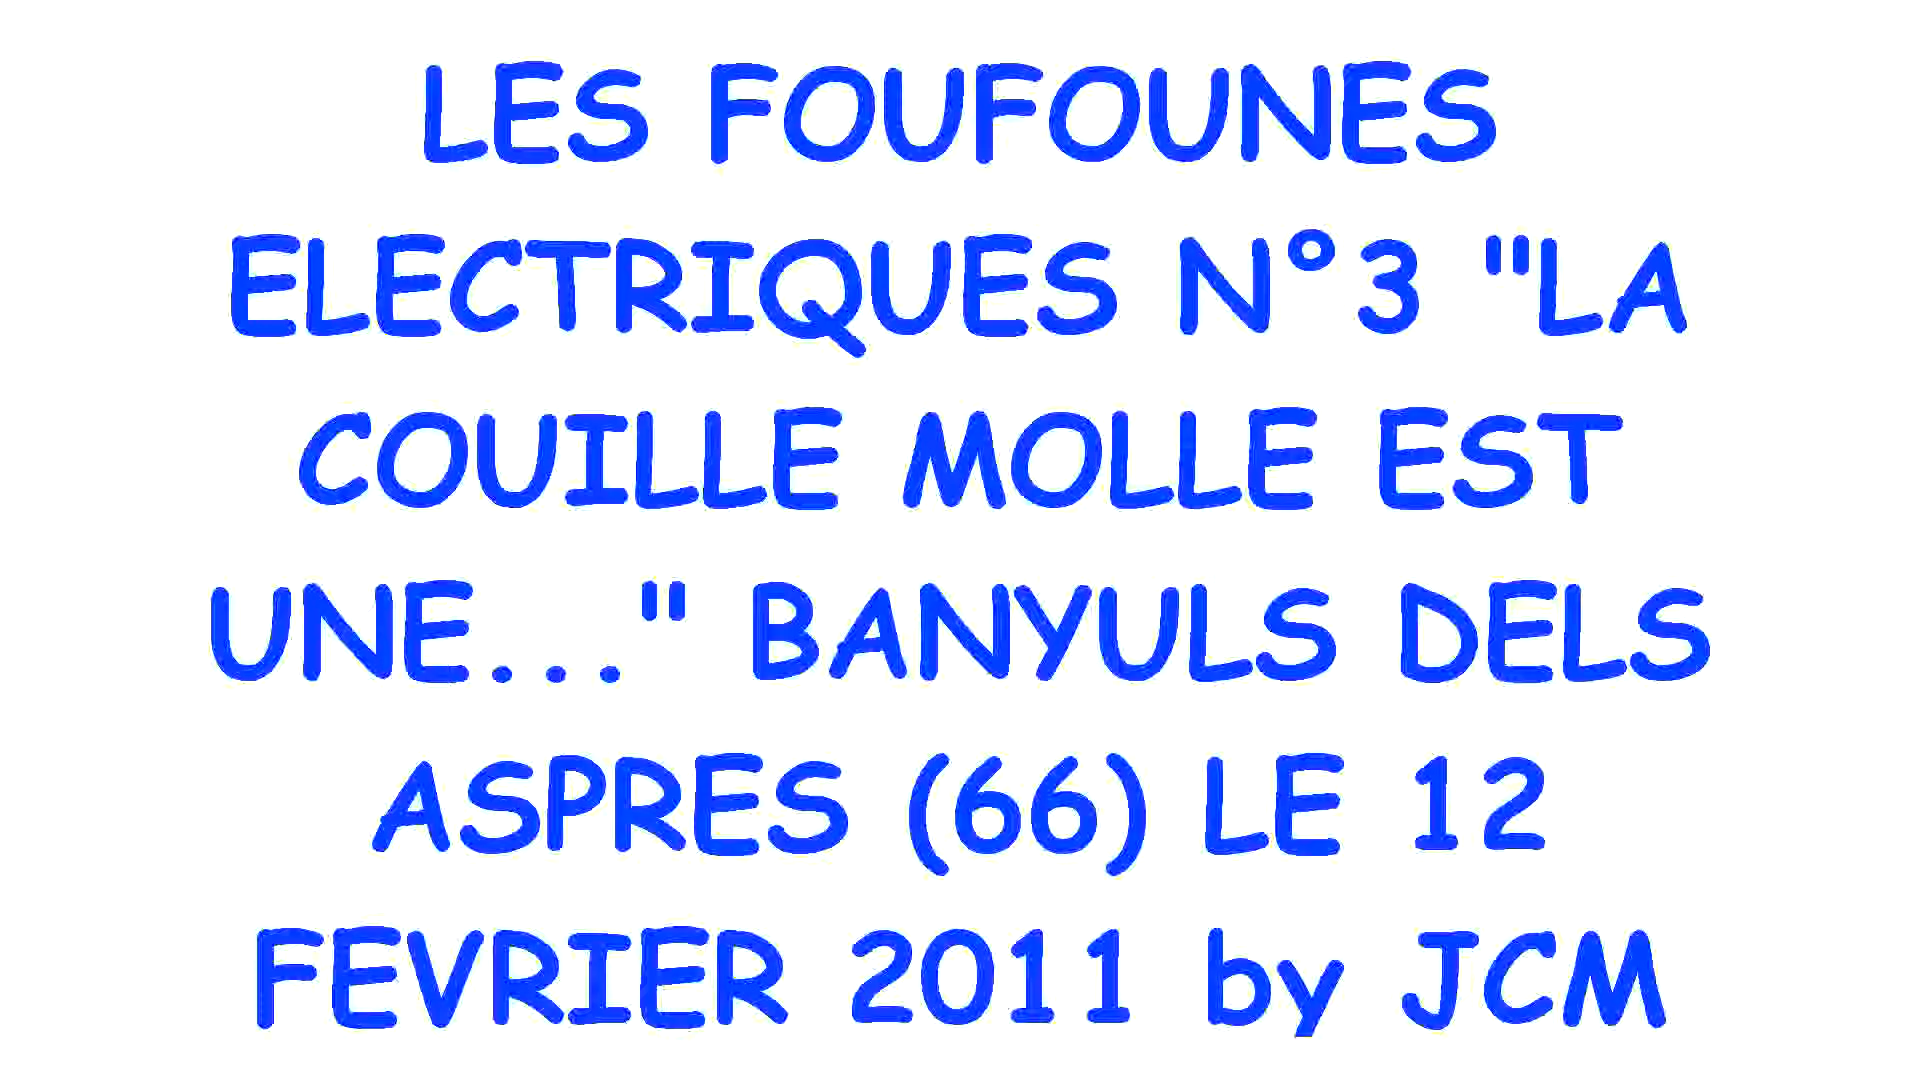 LES FOUFOUNES
ELECTRIQUES N°3 "LA
COUILLE MOLLE EST
UNE..." BANYULS DELS
ASPRES (66) LE 12
FEVRIER 2011 by JCM